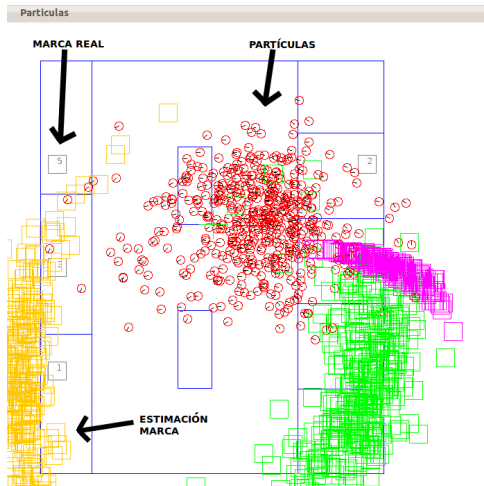 Particulas
MARCA REAL
PARTÍCULAS
5
2
3
1
ESTIMACIÓN
MARCA